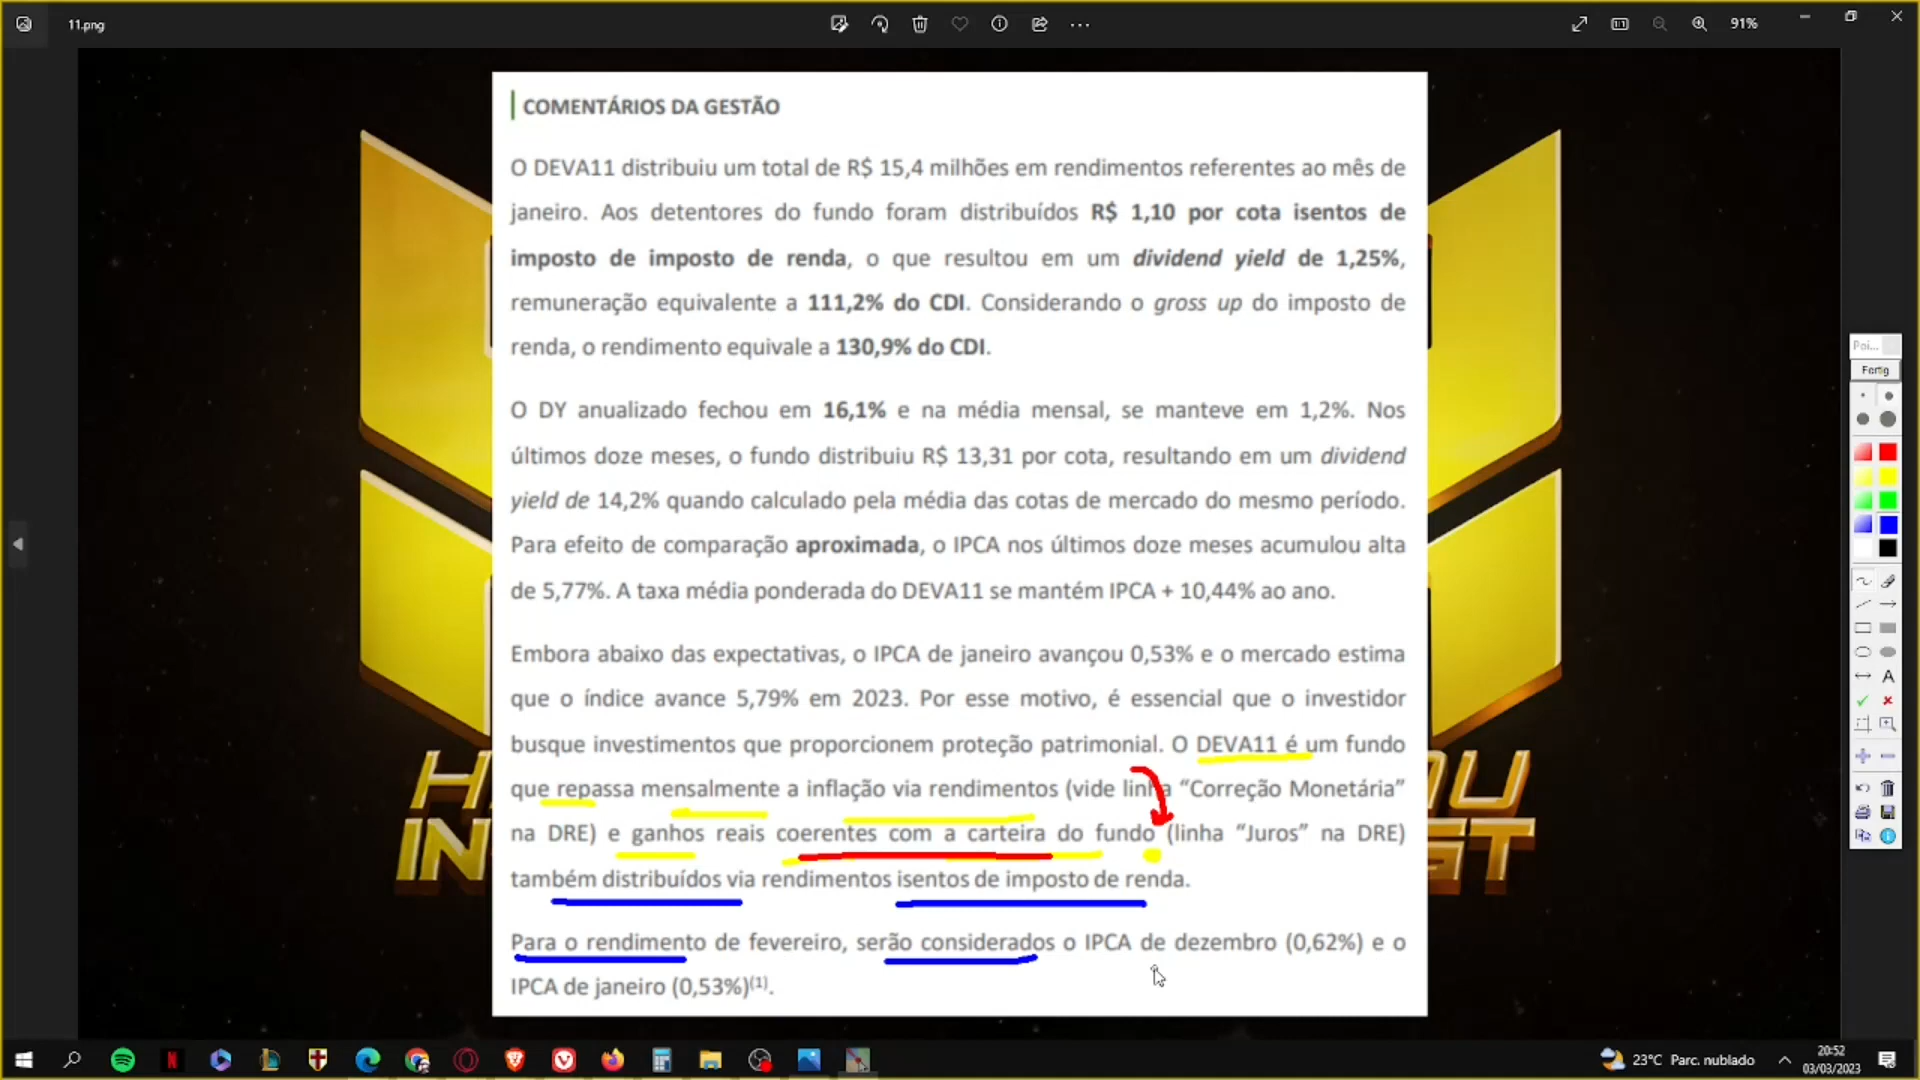 11.png
91%
COMENTÁRIOS DA GESTÃO
O DEVA11 distribuiu um total de R$ 15,4 milhões em rendimentos referentes ao mês de
janeiro. Aos detentores do fundo foram distribuídos R$ 1,10 por cota isentos de
imposto de imposto de renda, o que resultou em um dividend yield de 1,25%,
remuneração equivalente a 111,2% do CDI. Considerando o gross up do imposto de
renda, o rendimento equivale a 130,9% do CDI.
O DY anualizado fechou em 16,1% e na média mensal, se manteve em 1,2%. Nos
últimos doze meses, o fundo distribuiu R$ 13,31 por cota, resultando em um dividend
yield de 14,2% quando calculado pela média das cotas de mercado do mesmo período.
Para efeito de comparação aproximada, o IPCA nos últimos doze meses acumulou alta
de 5,77%. A taxa média ponderada do DEVA11 se mantém IPCA + 10,44% ao ano.
Embora abaixo das expectativas, o IPCA de janeiro avançou 0,53% e o mercado estima
que o índice avance 5,79% em 2023. Por esse motivo, é essencial que o investidor
busque investimentos que proporcionem proteção patrimonial. O DEVA11 é um fundo
que repassa mensalmente a inflação via rendimentos (vide linha “Correção Monetária”
na DRE) e ganhos reais coerentes com a carteira do fundo (linha “Juros” na DRE)
também distribuídos via rendimentos isentos de imposto de renda.
Para o rendimento de fevereiro, serão considerados o IPCA de dezembro (0,62%) e o
IPCA de janeiro (0,53%)(1).
Poi...
Fertig
A
23°C Parc. nublado
20:52
03/03/2023